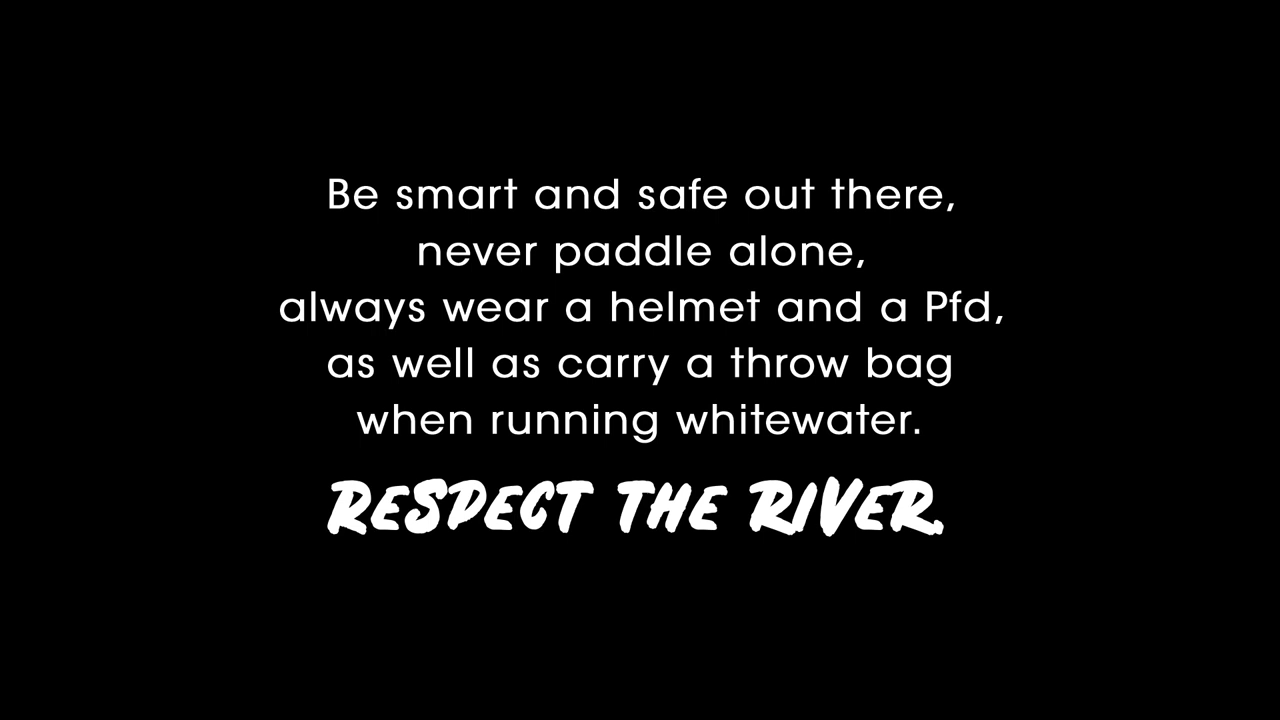 Be smart and safe out there,
never paddle alone,
always wear a helmet and a Pfd,
as well as carry a throw bag
when running whitewater.
RESPECT THE RIVER.